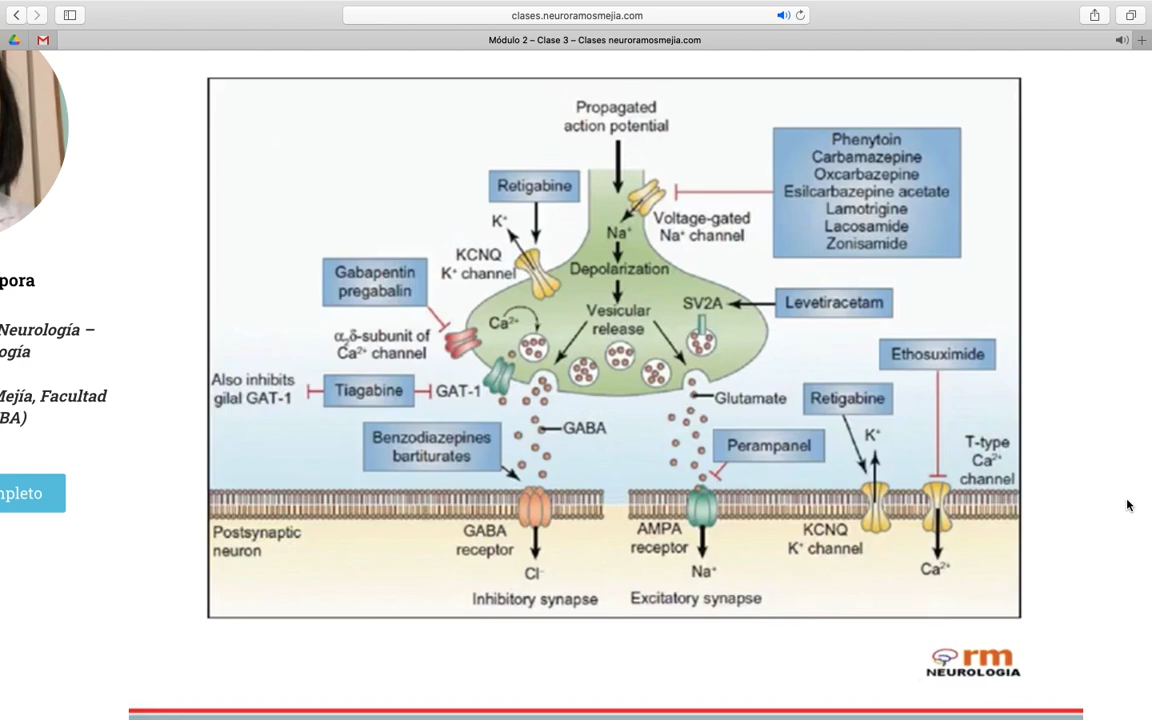 clases.neuroramosmejia.com
Módulo 2 – Clase 3 – Clases neuroramosmejia.com
pora
Neurología –
ogía
Mejía, Facultad
BA)
mpleto
Propagated
action potential
Phenytoin
Carbamazepine
Oxcarbazepine
Esilcarbazepine acetate
Lamotrigine
Lacosamide
Zonisamide
Retigabine
K⁺
Na⁺
Voltage-gated
Na⁺ channel
KCNQ
K⁺ channel
Depolarization
Gabapentin
pregabalin
Vesicular
release
SV2A
Levetiracetam
Ca²⁺
α₂δ-subunit of
Ca²⁺ channel
Ethosuximide
Also inhibits
gilal GAT-1
Tiagabine
GAT-1
Glutamate
Retigabine
GABA
K⁺
Benzodiazepines
bartiturates
Perampanel
T-type
Ca²⁺
channel
Postsynaptic
neuron
GABA
receptor
AMPA
receptor
KCNQ
K⁺ channel
Cl⁻
Na⁺
Ca²⁺
Inhibitory synapse
Excitatory synapse
rm
NEUROLOGIA